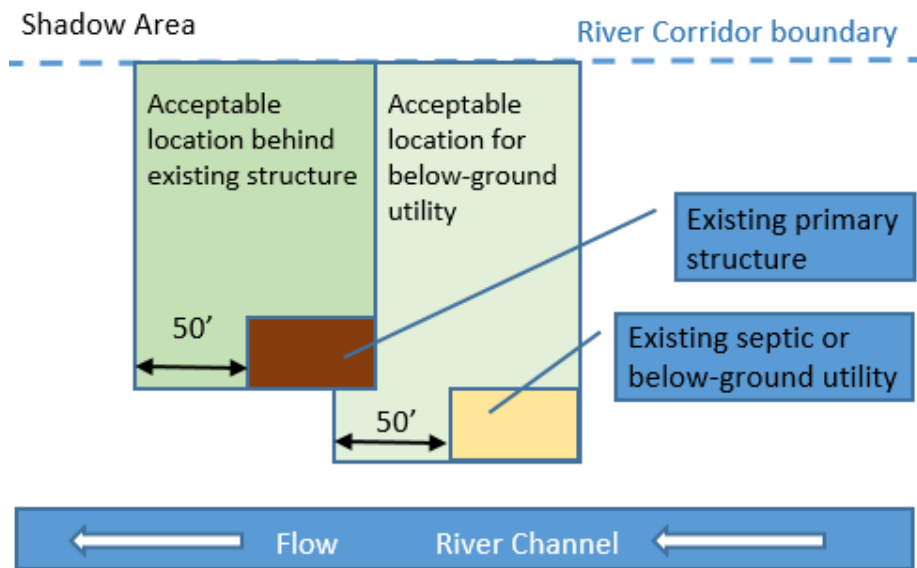 Shadow Area
River Corridor boundary
Acceptable
location behind
existing structure
Acceptable
location for
below-ground
utility
Existing primary
structure
50’
Existing septic or
below-ground utility
50’
Flow
River Channel